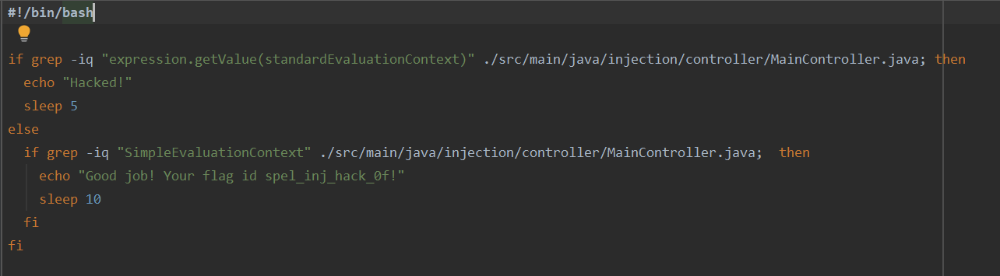 #!/bin/bash
if grep -iq "expression.getValue(standardEvaluationContext)" ./src/main/java/injection/controller/MainController.java; then
  echo "Hacked!"
  sleep 5
else
  if grep -iq "SimpleEvaluationContext" ./src/main/java/injection/controller/MainController.java;  then
    echo "Good job! Your flag id spel_inj_hack_0f!"
    sleep 10
  fi
fi